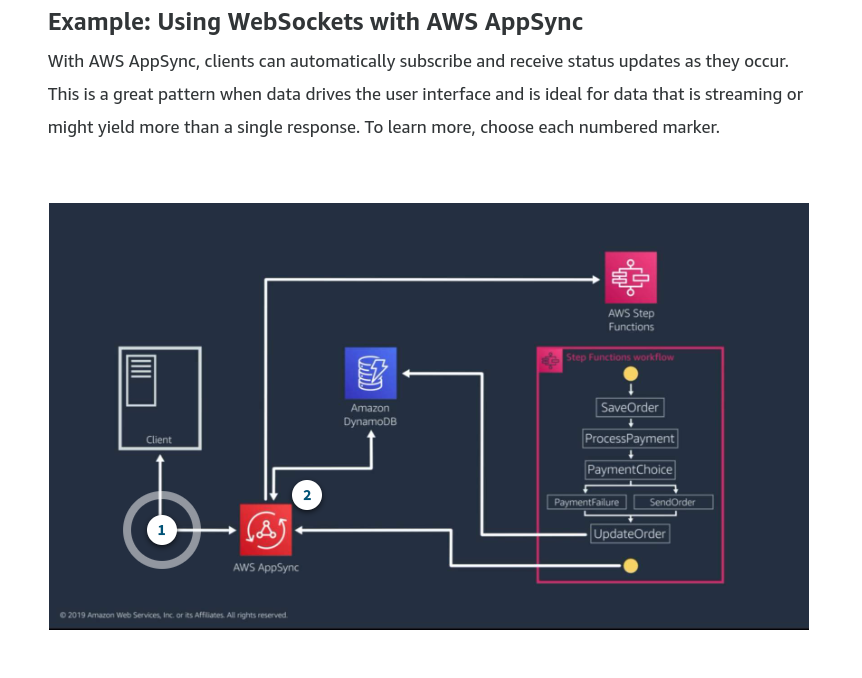 Example: Using WebSockets with AWS AppSync
With AWS AppSync, clients can automatically subscribe and receive status updates as they occur.
This is a great pattern when data drives the user interface and is ideal for data that is streaming or
might yield more than a single response. To learn more, choose each numbered marker.
AWS Step
Functions
Step Functions workflow
Amazon
DynamoDB
SaveOrder
Client
ProcessPayment
PaymentChoice
2
PaymentFailure
SendOrder
1
UpdateOrder
AWS AppSync
© 2019 Amazon Web Services, Inc. or its Affiliates. All rights reserved.